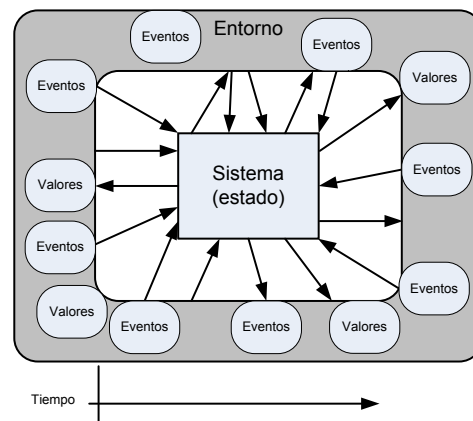 Entorno
Eventos
Eventos
Eventos
Valores
Valores
Eventos
Sistema
(estado)
Eventos
Valores
Eventos
Eventos
Eventos
Valores
Tiempo